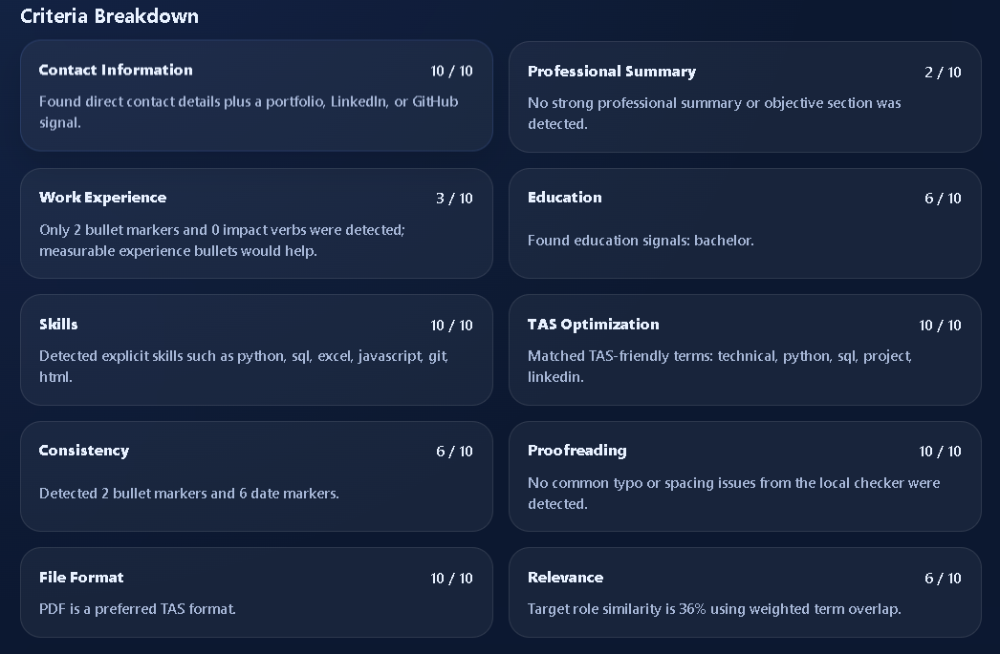 Criteria Breakdown
Contact Information
10 / 10
Found direct contact details plus a portfolio, LinkedIn, or GitHub
signal.
Professional Summary
2 / 10
No strong professional summary or objective section was
detected.
Work Experience
3 / 10
Only 2 bullet markers and 0 impact verbs were detected;
measurable experience bullets would help.
Education
6 / 10
Found education signals: bachelor.
Skills
10 / 10
Detected explicit skills such as python, sql, excel, javascript, git,
html.
TAS Optimization
10 / 10
Matched TAS-friendly terms: technical, python, sql, project,
linkedin.
Consistency
6 / 10
Detected 2 bullet markers and 6 date markers.
Proofreading
10 / 10
No common typo or spacing issues from the local checker were
detected.
File Format
10 / 10
PDF is a preferred TAS format.
Relevance
6 / 10
Target role similarity is 36% using weighted term overlap.